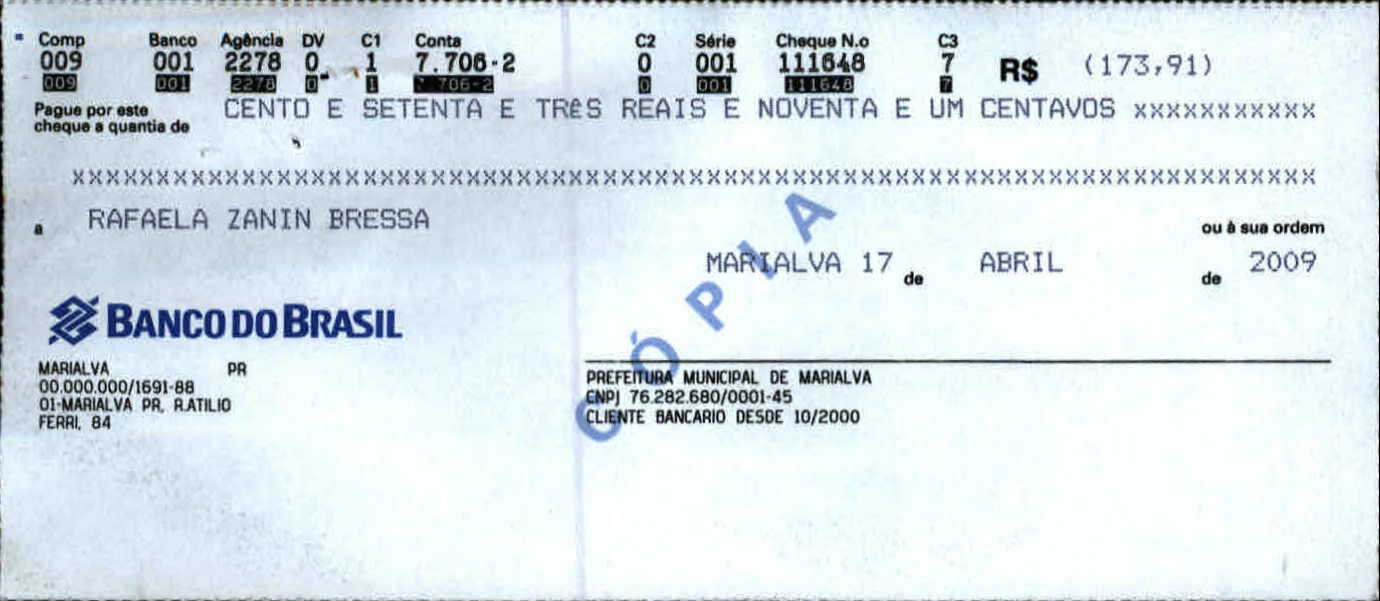 Comp Banco Agência DV C1 Conta C2 Série Cheque N.o C3
009 001 2278 0 1 7.706-2 0 001 111648 7 R$ (173,91)
009 001 2278 0 1 7.706-2 0 001 111648 7
Pague por este
cheque a quantia de CENTO E SETENTA E TRÊS REAIS E NOVENTA E UM CENTAVOS xxxxxxxxxxx
xxxxxxxxxxxxxxxxxxxxxxxxxxxxxxxxxxxxxxxxxxxxxxxxxxxxxxxxxxxxxxxxxxxxxxxxxx
a RAFAELA ZANIN BRESSA ou à sua ordem
MARIALVA 17 de ABRIL de 2009
CÓPIA
BANCO DO BRASIL
MARIALVA PR
00.000.000/1691-88
01-MARIALVA PR, R.ATILIO
FERRI, 84
PREFEITURA MUNICIPAL DE MARIALVA
CNPJ 76.282.680/0001-45
CLIENTE BANCARIO DESDE 10/2000